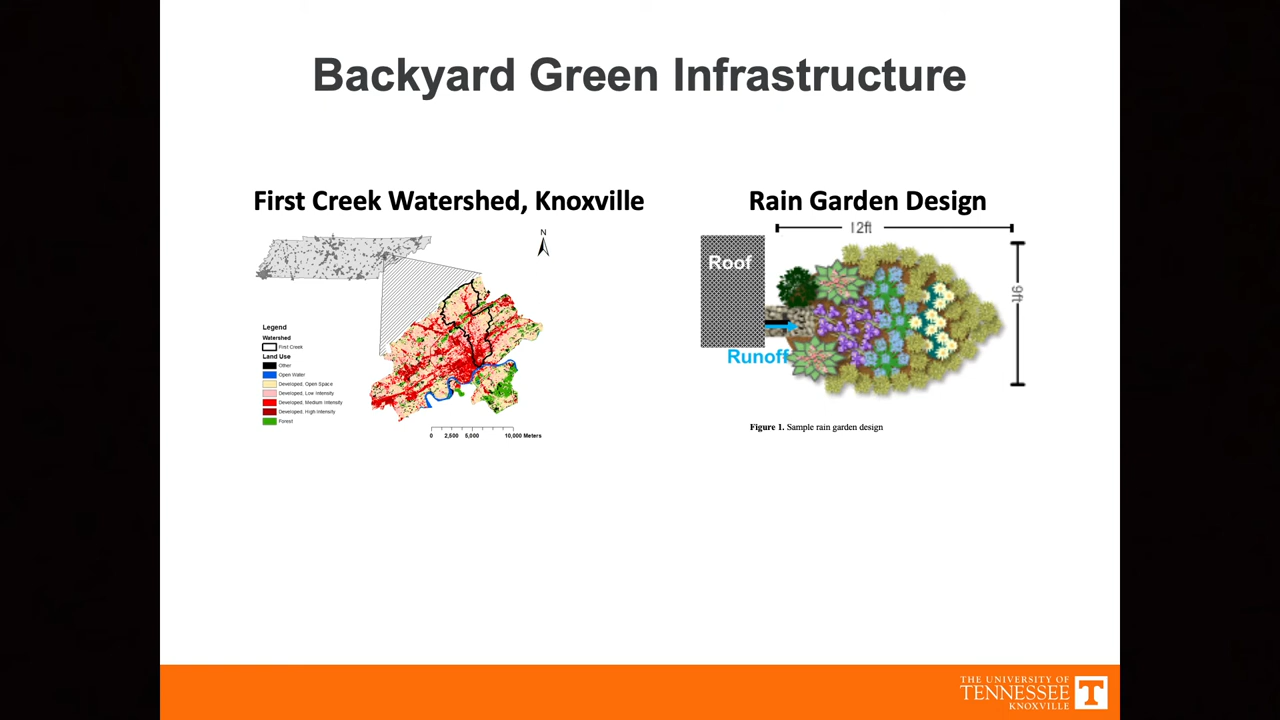 Backyard Green Infrastructure
First Creek Watershed, Knoxville
N
Legend
Watershed
First Creek
Land Use
Other
Open Water
Developed, Open Space
Developed, Low Intensity
Developed, Medium Intensity
Developed, High Intensity
Forest
0 2,500 5,000 10,000 Meters
Rain Garden Design
12ft
Roof
9ft
Runoff
Figure 1. Sample rain garden design
THE UNIVERSITY OF
TENNESSEE
KNOXVILLE
T